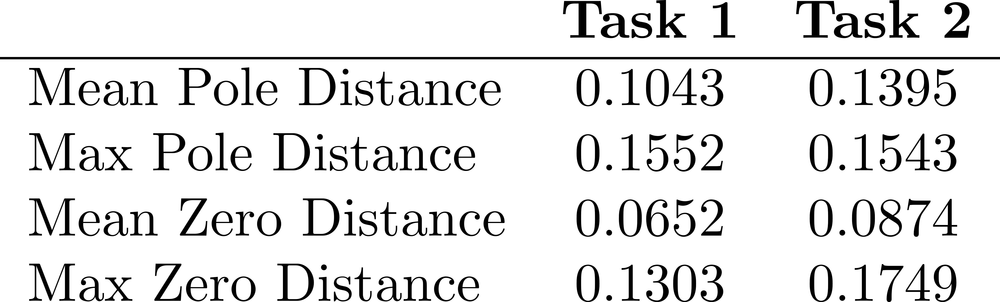 Task 1 Task 2
Mean Pole Distance 0.1043 0.1395
Max Pole Distance 0.1552 0.1543
Mean Zero Distance 0.0652 0.0874
Max Zero Distance 0.1303 0.1749